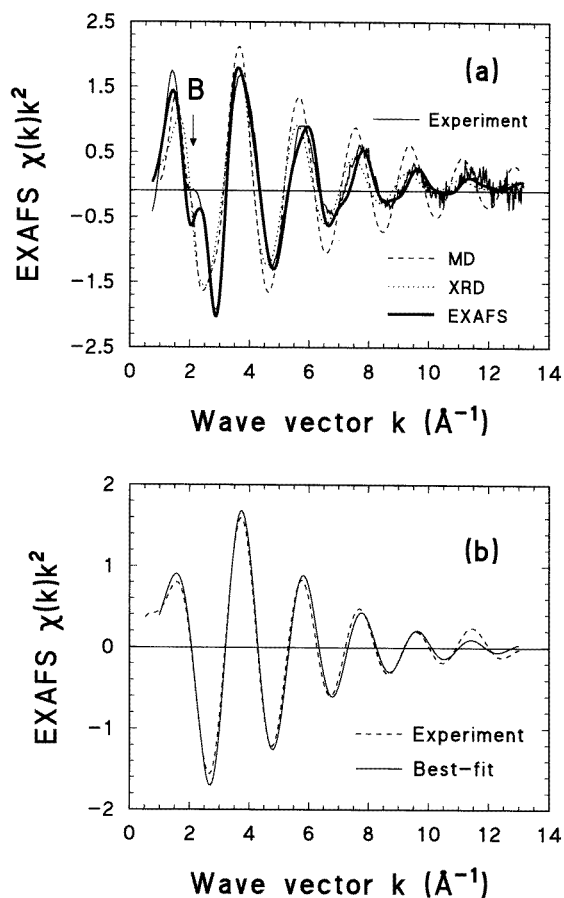 2.5
1.5
0.5
−0.5
−1.5
−2.5
EXAFS χ(k)k²
(a)
B
Experiment
MD
XRD
EXAFS
0 2 4 6 8 10 12 14
Wave vector k (Å⁻¹)
2
1
0
−1
−2
EXAFS χ(k)k²
(b)
Experiment
Best−fit
0 2 4 6 8 10 12 14
Wave vector k (Å⁻¹)